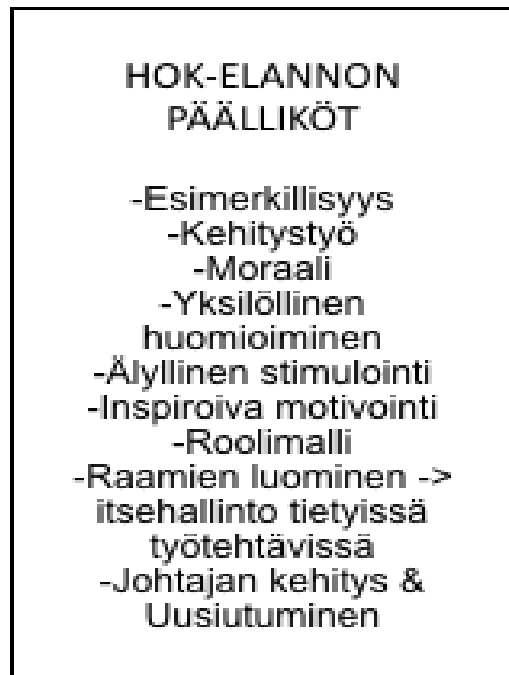 HOK-ELANNON
PÄÄLLIKÖT
-Esimerkillisyys
-Kehitystyö
-Moraali
-Yksilöllinen
huomioiminen
-Älyllinen stimulointi
-Inspiroiva motivointi
-Roolimalli
-Raamien luominen ->
itsehallinto tietyissä
työtehtävissä
-Johtajan kehitys &
Uusiutuminen